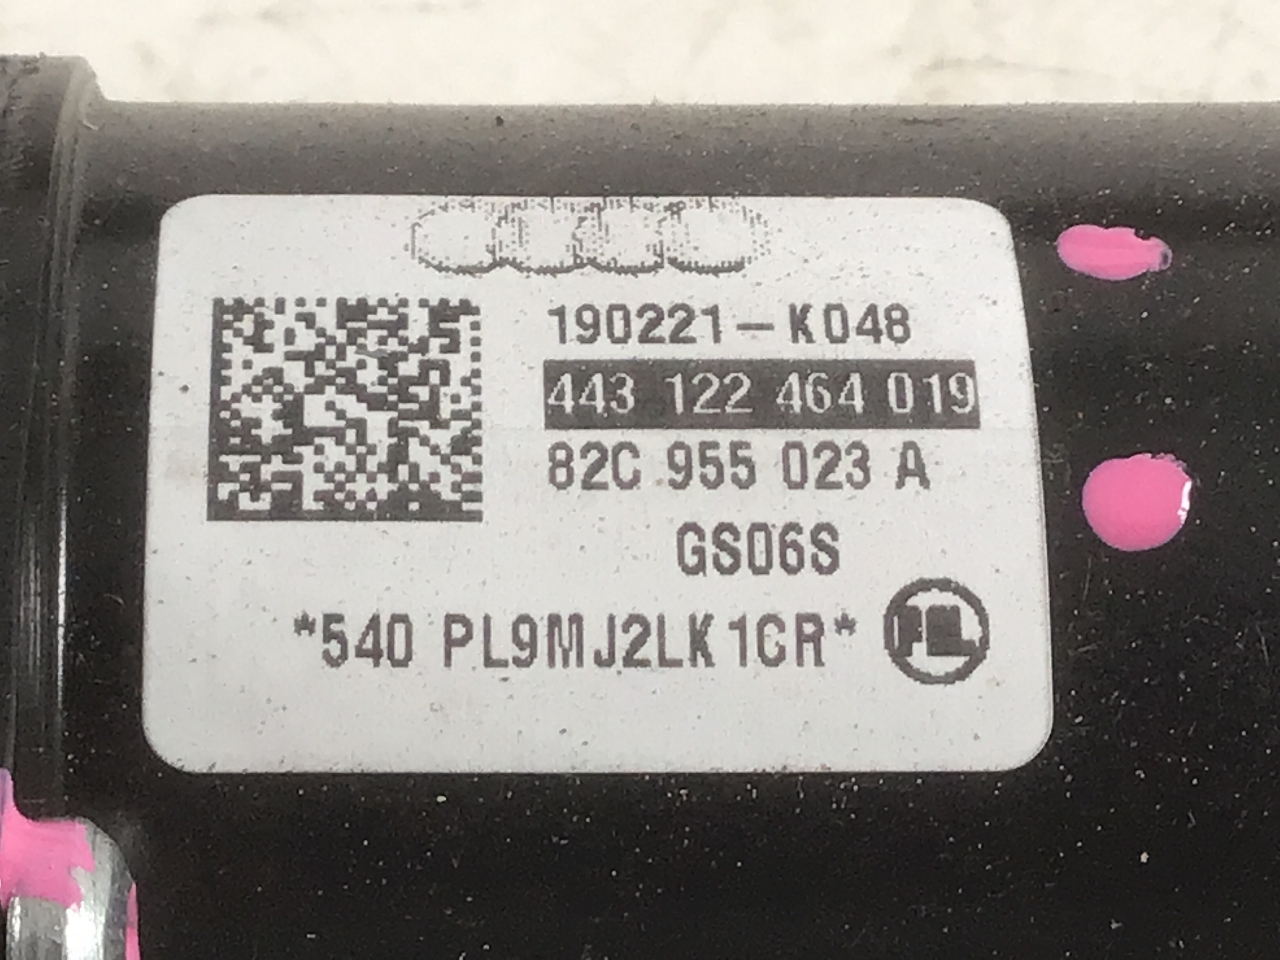 190221-K048
443 122 464 019
82C 955 023 A
GS06S
*540 PL9MJ2LK1CR*